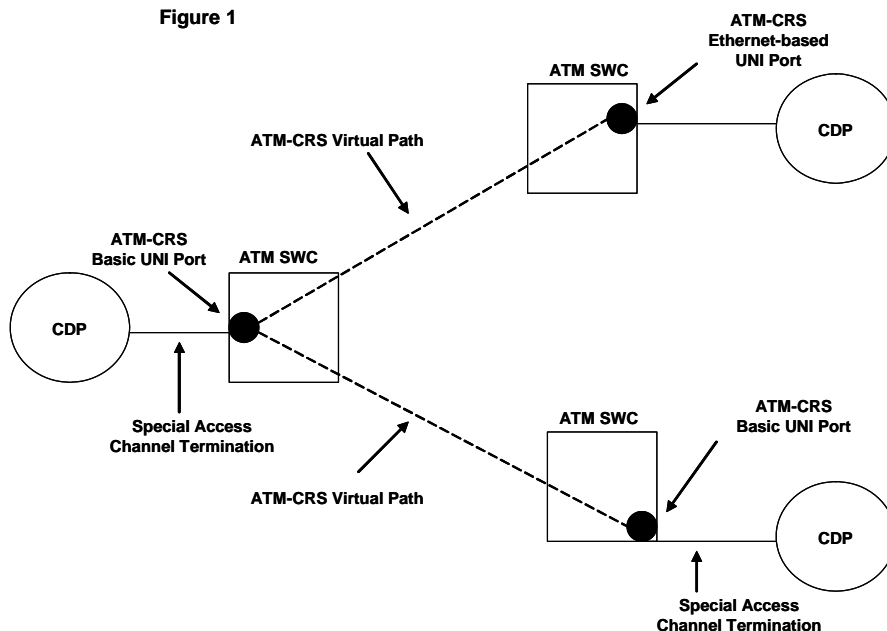 Figure 1
ATM-CRS
Ethernet-based
UNI Port
ATM SWC
CDP
ATM-CRS Virtual Path
ATM-CRS
Basic UNI Port
ATM SWC
CDP
Special Access
Channel Termination
ATM-CRS Virtual Path
ATM SWC
ATM-CRS
Basic UNI Port
CDP
Special Access
Channel Termination